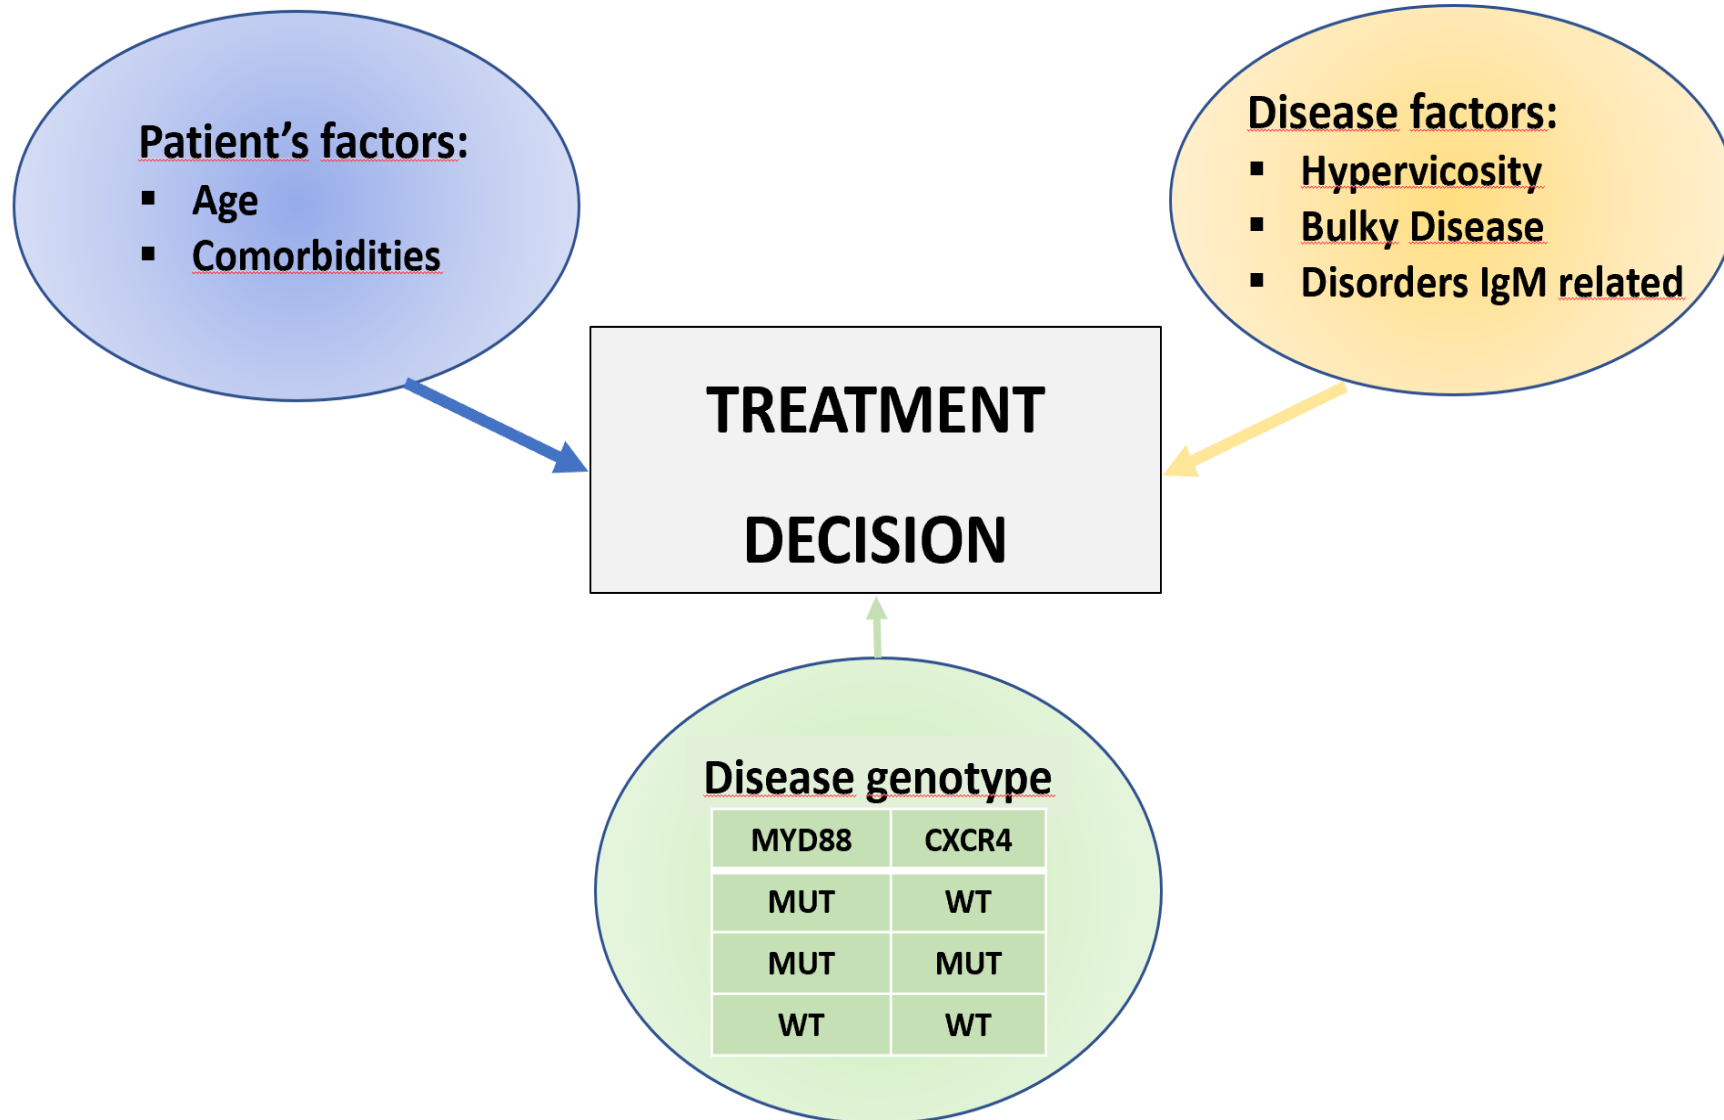 Patient’s factors:
▪ Age
▪ Comorbidities
Disease factors:
▪ Hypervicosity
▪ Bulky Disease
▪ Disorders IgM related
TREATMENT
DECISION
Disease genotype
MYD88 CXCR4
MUT WT
MUT MUT
WT WT